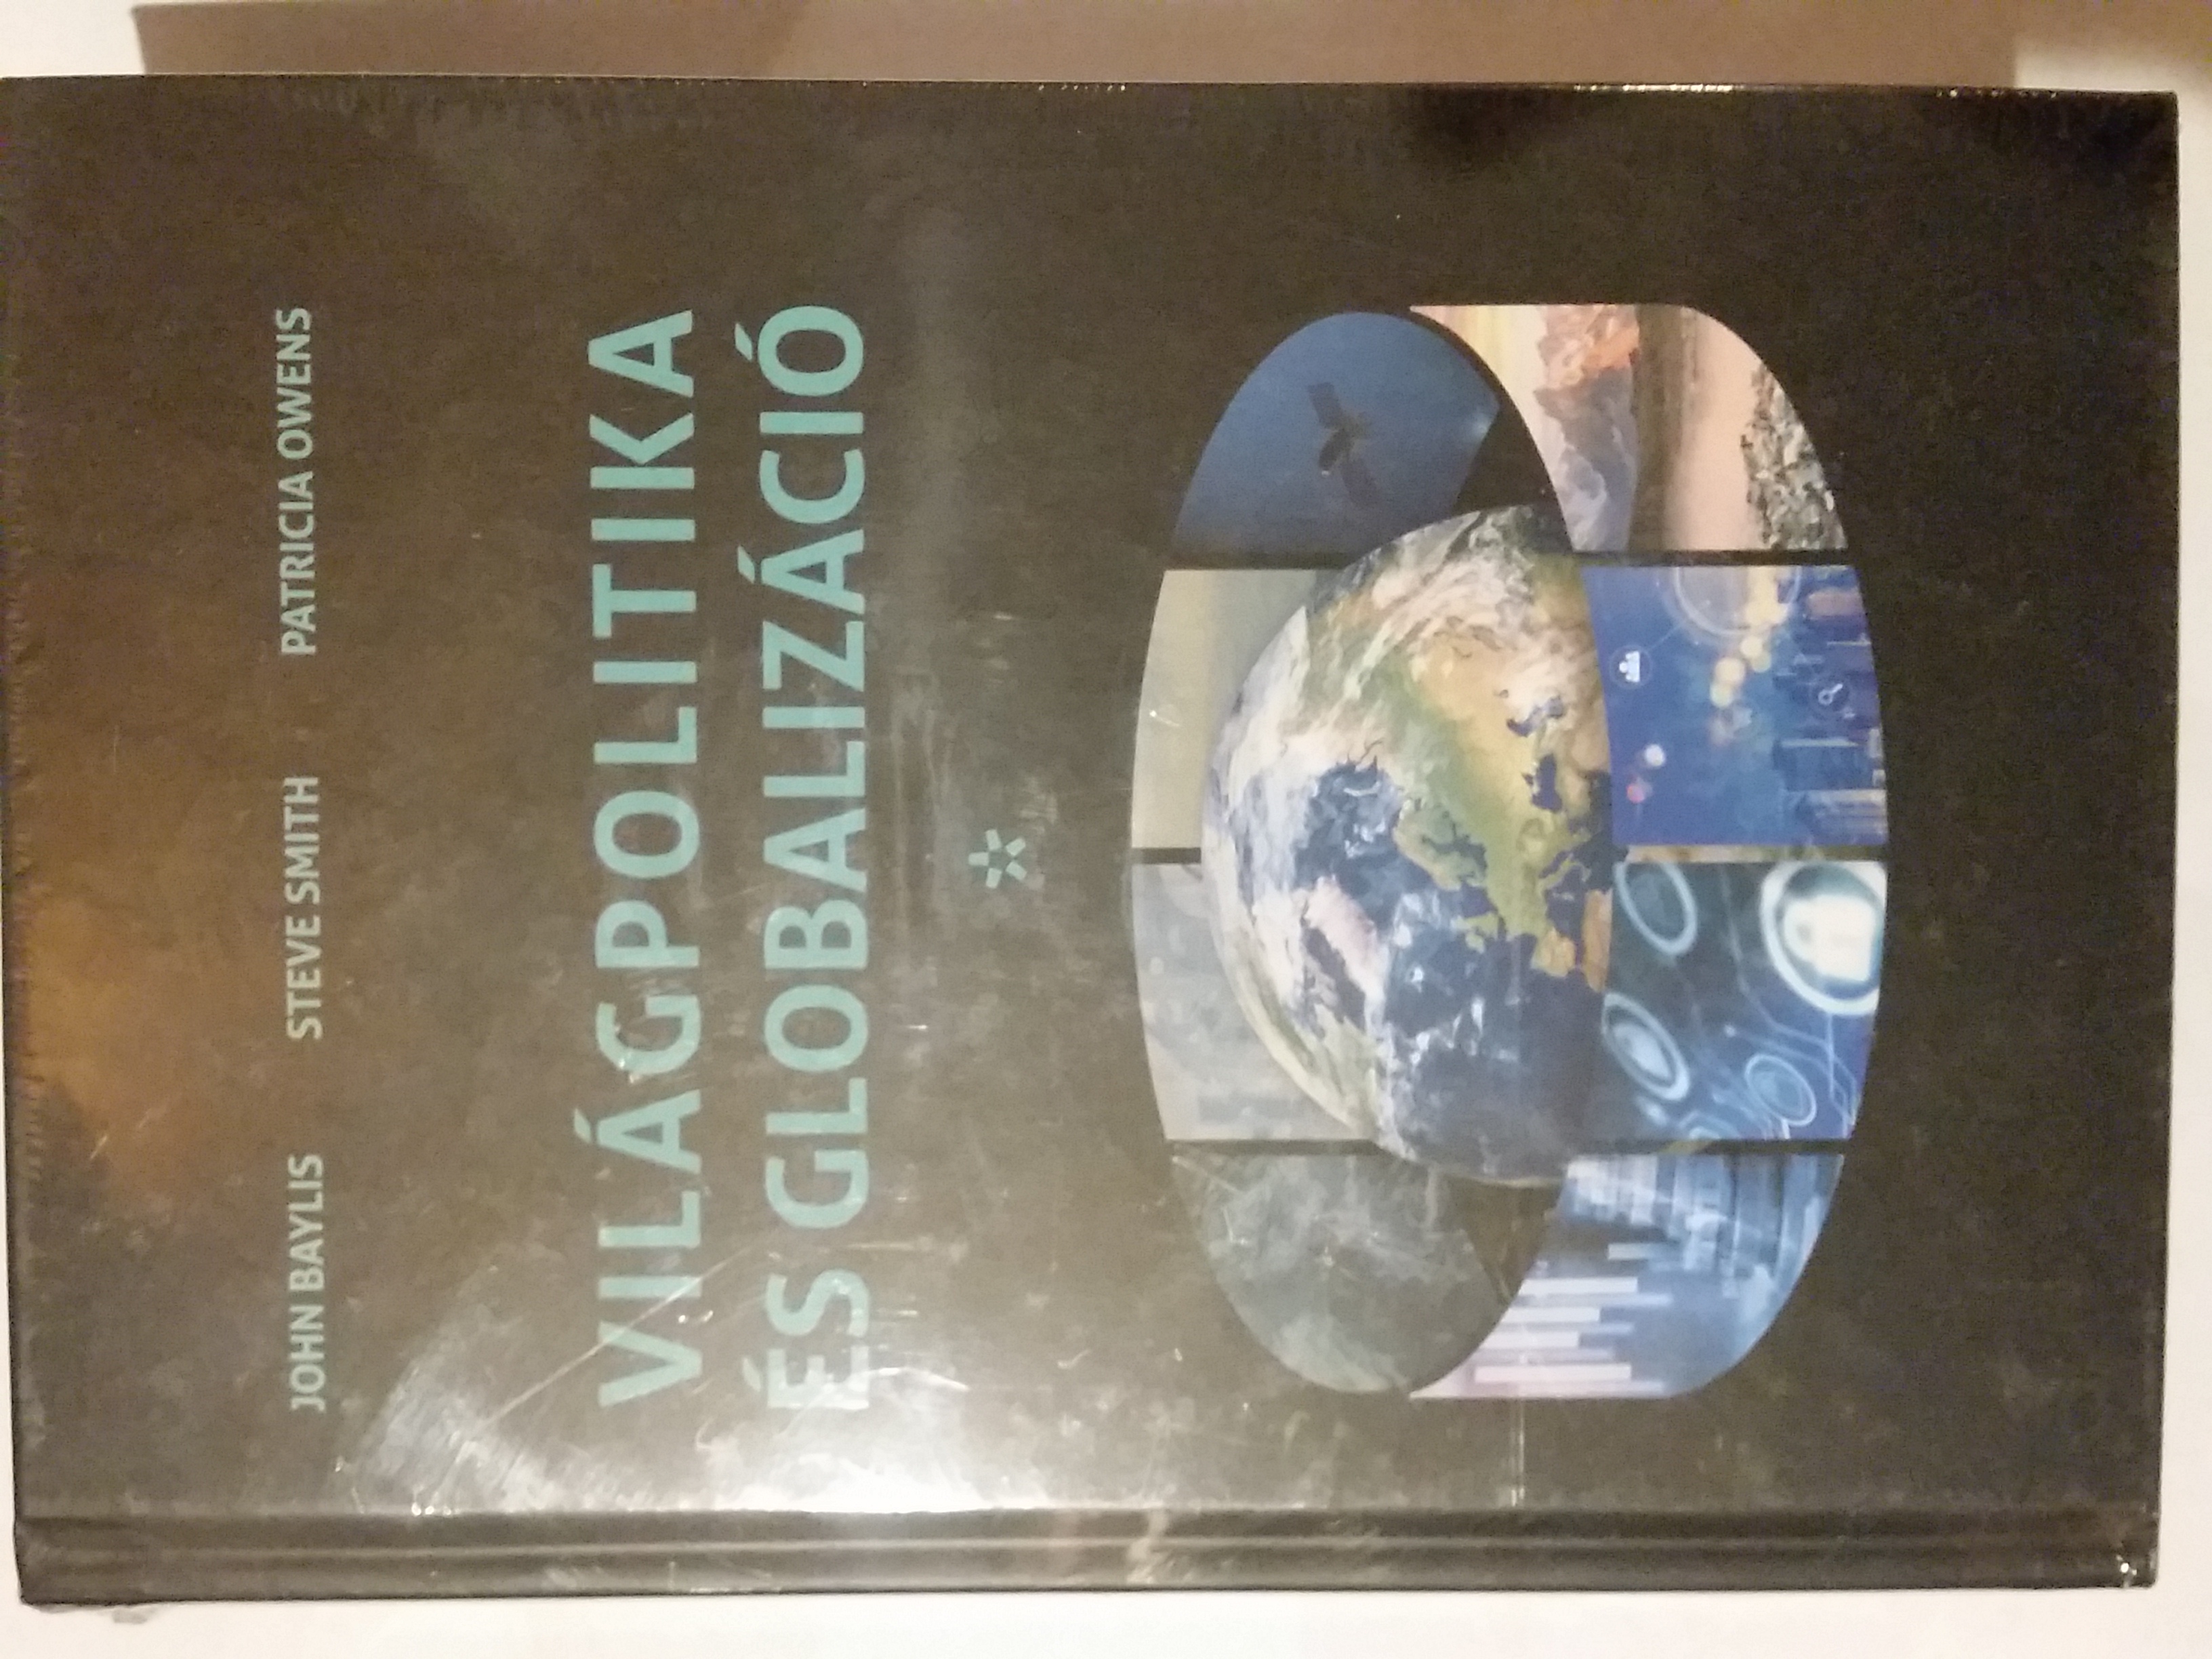 JOHN BAYLIS STEVE SMITH PATRICIA OWENS
VILÁGPOLITIKA
ÉS GLOBALIZÁCIÓ